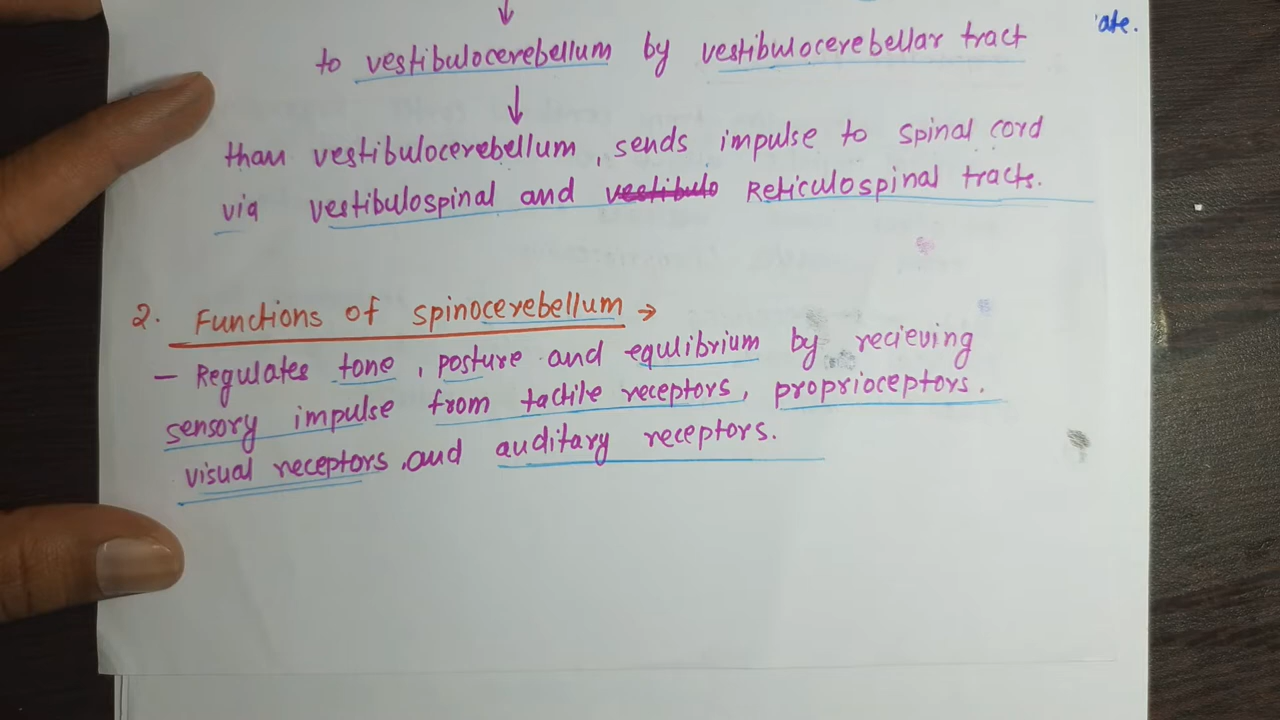 ate.
↓
to vestibulocerebellum by vestibulocerebellar tract
↓
than vestibulocerebellum, sends impulse to spinal cord
via vestibulospinal and vestibulo Reticulospinal tracts.
2. Functions of spinocerebellum →
- Regulates tone, posture and equlibrium by recieving
sensory impulse from tactile receptors, proprioceptors.
visual receptors, and auditary receptors.